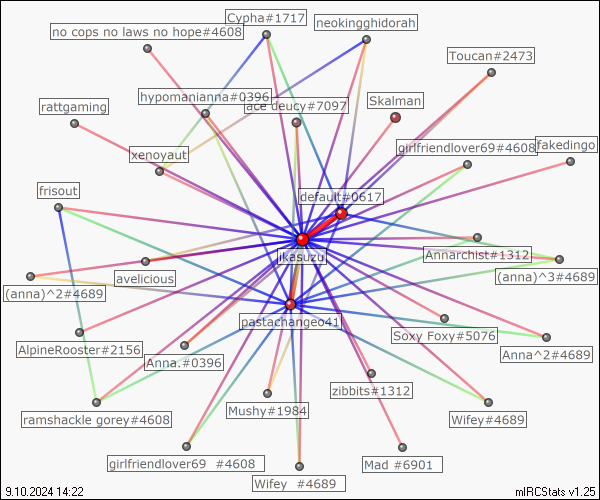 Cypha#1717
neokingghidorah
no cops no laws no hope#4608
Toucan#2473
hypomanianna#0396
ace deucy#7097
Skalman
rattgaming
girlfriendlover69#4608
fakedingo
xenoyaut
frisout
default#0617
ikasuzu
Annarchist#1312
avelicious
(anna)^3#4689
(anna)^2#4689
pastachangeo41
Soxy Foxy#5076
AlpineRooster#2156
Anna^2#4689
Anna.#0396
zibbits#1312
Mushy#1984
ramshackle gorey#4608
Wifey#4689
girlfriendlover69 #4608
Mad #6901
Wifey #4689
9.10.2024 14:22
mIRCStats v1.25